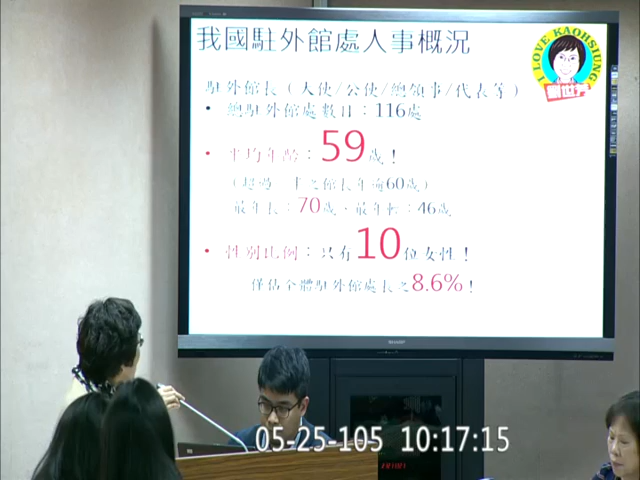 我國駐外館處人事概況
I LOVE KAOHSIUNG
劉世芳
駐外館長（大使/公使/總領事/代表等）
• 總駐外館處數目：116處
• 平均年齡：59歲！
（超過一半之館長年逾60歲）
最年長：70歲、最年輕：46歲
• 性別比例：只有10位女性！
僅佔全體駐外館處長之8.6%！
SHARP
05-25-105 10:17:15